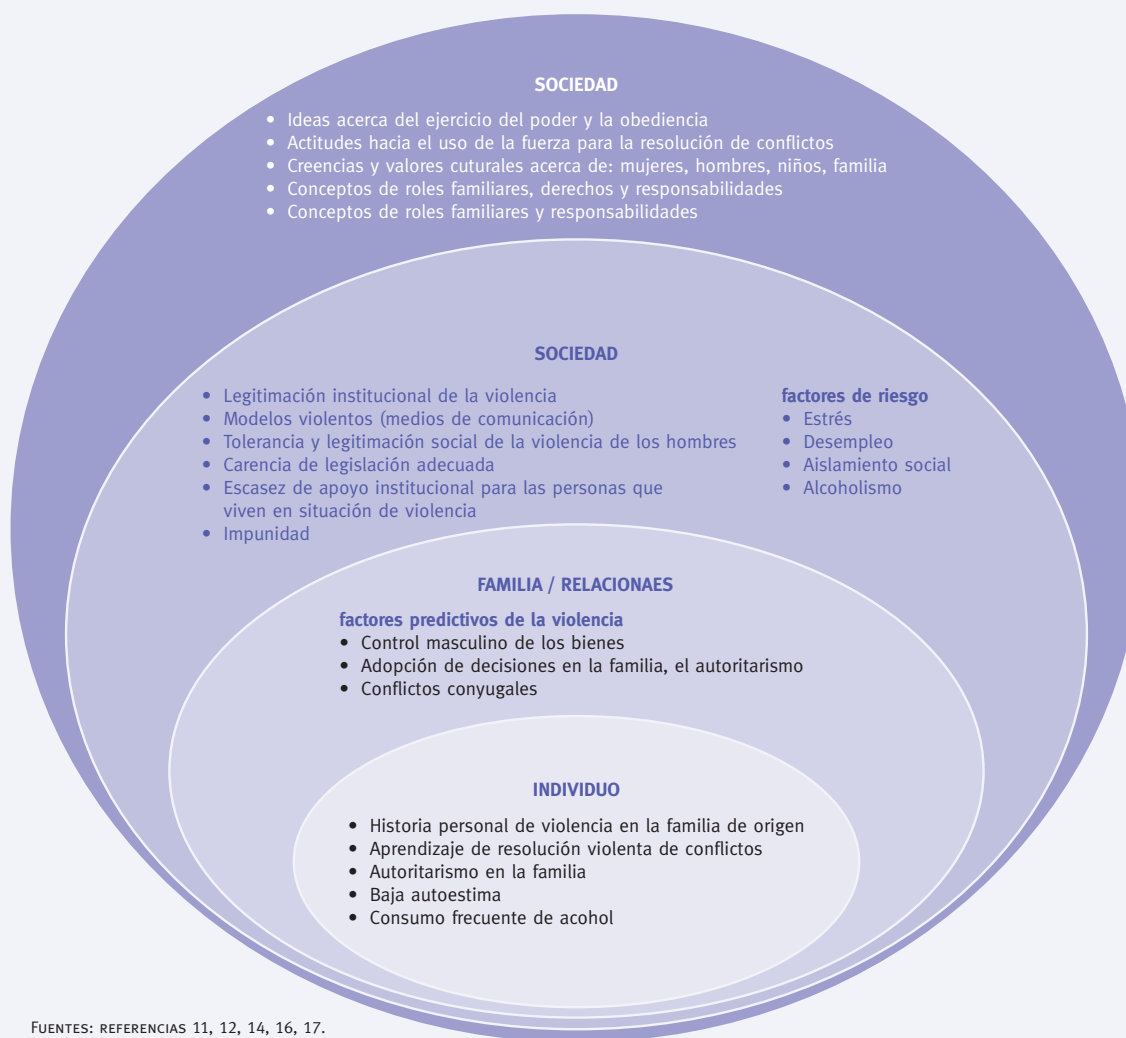 SOCIEDAD
• Ideas acerca del ejercicio del poder y la obediencia
• Actitudes hacia el uso de la fuerza para la resolución de conflictos
• Creencias y valores cuturales acerca de: mujeres, hombres, niños, familia
• Conceptos de roles familiares, derechos y responsabilidades
• Conceptos de roles familiares y responsabilidades
SOCIEDAD
• Legitimación institucional de la violencia
• Modelos violentos (medios de comunicación)
• Tolerancia y legitimación social de la violencia de los hombres
• Carencia de legislación adecuada
• Escasez de apoyo institucional para las personas que
viven en situación de violencia
• Impunidad
factores de riesgo
• Estrés
• Desempleo
• Aislamiento social
• Alcoholismo
FAMILIA / RELACIONAES
factores predictivos de la violencia
• Control masculino de los bienes
• Adopción de decisiones en la familia, el autoritarismo
• Conflictos conyugales
INDIVIDUO
• Historia personal de violencia en la familia de origen
• Aprendizaje de resolución violenta de conflictos
• Autoritarismo en la familia
• Baja autoestima
• Consumo frecuente de acohol
FUENTES: REFERENCIAS 11, 12, 14, 16, 17.